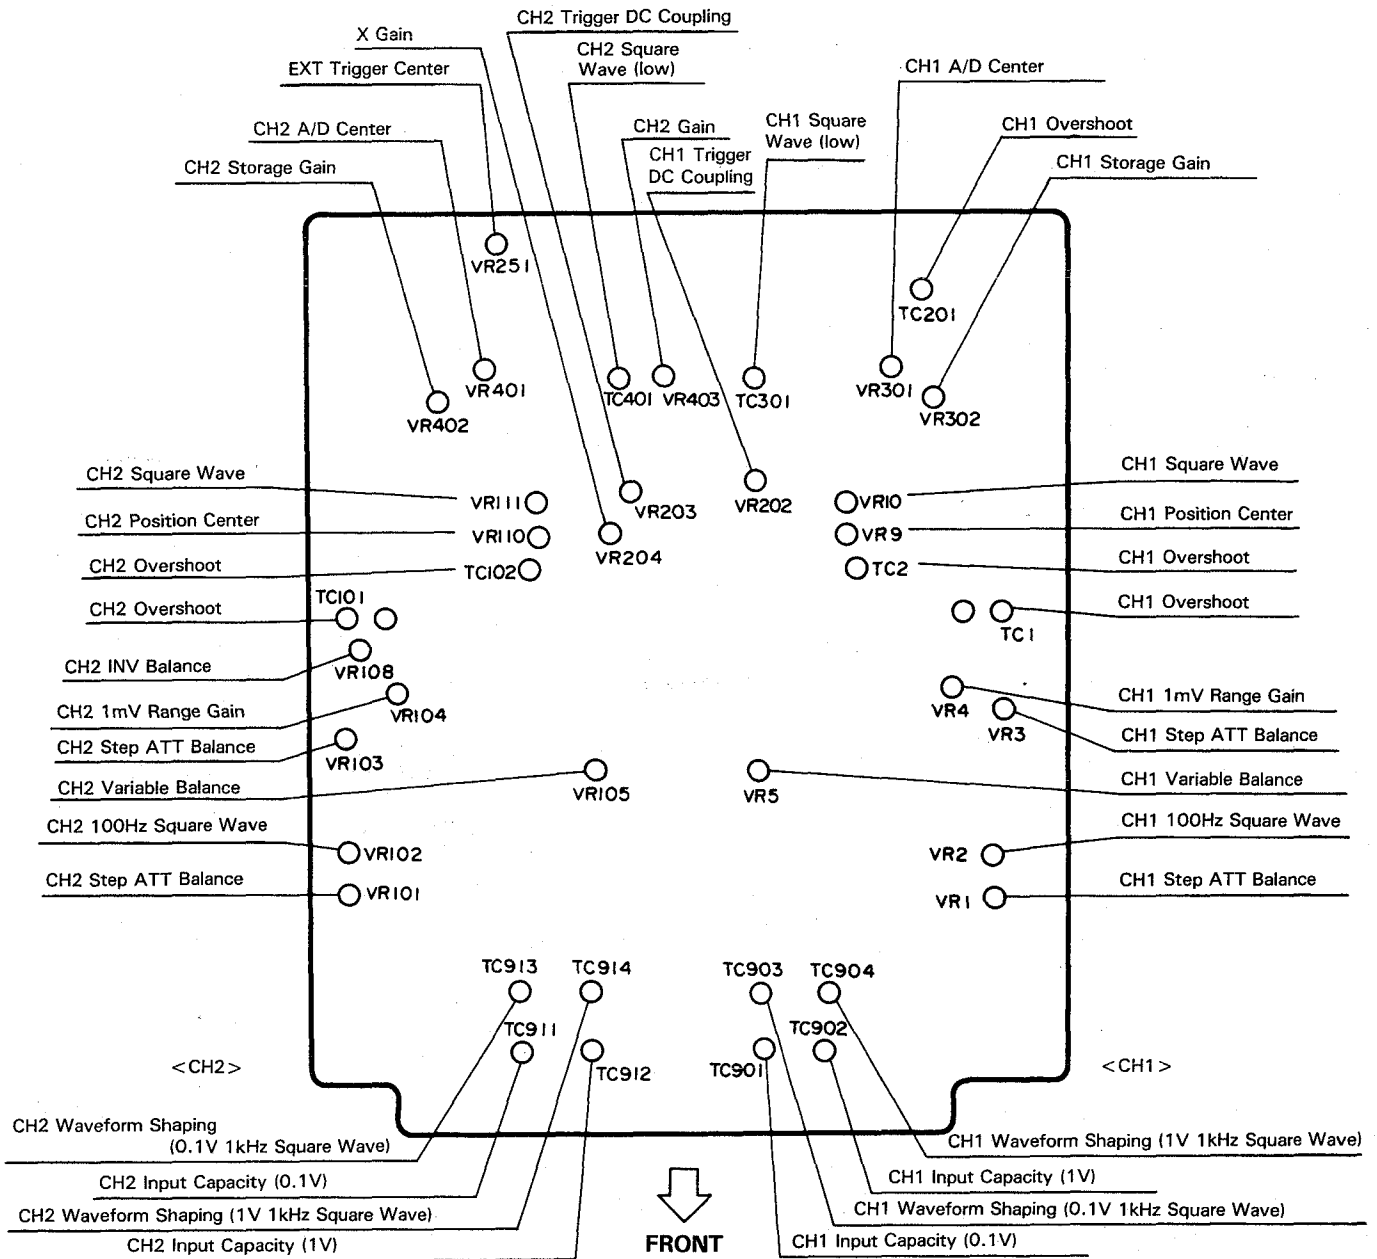 CH2 Trigger DC Coupling
X Gain
CH2 Square
Wave (low)
EXT Trigger Center
CH1 A/D Center
CH2 A/D Center
CH2 Gain
CH1 Square
Wave (low)
CH1 Overshoot
CH2 Storage Gain
CH1 Trigger
DC Coupling
CH1 Storage Gain
VR251
TC201
VR401
VR402
TC401
VR403
TC301
VR301
VR302
CH2 Square Wave
VR111
VR203
VR202
VR10
CH1 Square Wave
CH2 Position Center
VR110
VR204
VR9
CH1 Position Center
CH2 Overshoot
TC102
TC2
CH1 Overshoot
CH2 Overshoot
TC101
TC1
CH1 Overshoot
CH2 INV Balance
VR108
CH2 1mV Range Gain
VR104
VR4
VR3
CH1 1mV Range Gain
CH2 Step ATT Balance
VR103
CH1 Step ATT Balance
CH2 Variable Balance
VR105
VR5
CH1 Variable Balance
CH2 100Hz Square Wave
VR102
VR2
CH1 100Hz Square Wave
CH2 Step ATT Balance
VR101
VR1
CH1 Step ATT Balance
TC913
TC914
TC903
TC904
TC911
TC912
TC901
TC902
<CH2>
<CH1>
CH2 Waveform Shaping
(0.1V 1kHz Square Wave)
CH1 Waveform Shaping (1V 1kHz Square Wave)
CH2 Input Capacity (0.1V)
CH1 Input Capacity (1V)
CH2 Waveform Shaping (1V 1kHz Square Wave)
CH1 Waveform Shaping (0.1V 1kHz Square Wave)
CH2 Input Capacity (1V)
FRONT
CH1 Input Capacity (0.1V)